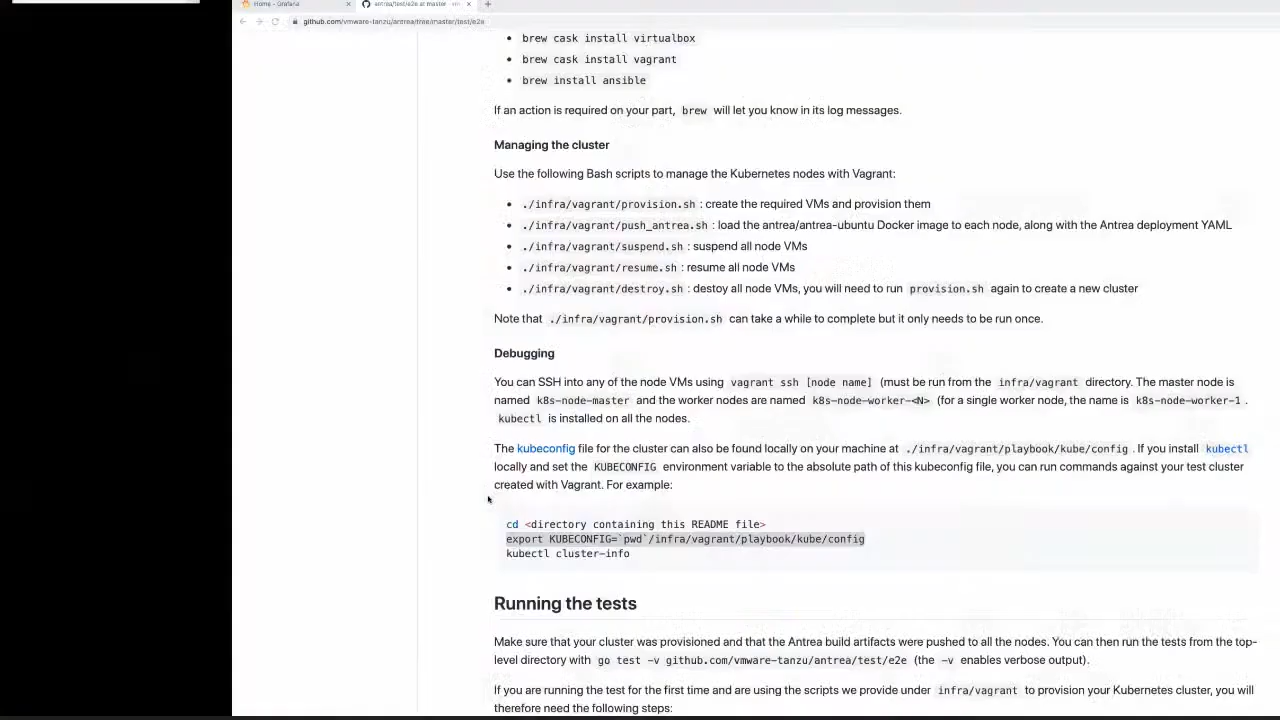 Home - Grafana
antrea/test/e2e at master
github.com/vmware-tanzu/antrea/tree/master/test/e2e
brew cask install virtualbox
brew cask install vagrant
brew install ansible
If an action is required on your part, brew will let you know in its log messages.
Managing the cluster
Use the following Bash scripts to manage the Kubernetes nodes with Vagrant:
./infra/vagrant/provision.sh : create the required VMs and provision them
./infra/vagrant/push_antrea.sh : load the antrea/antrea-ubuntu Docker image to each node, along with the Antrea deployment YAML
./infra/vagrant/suspend.sh : suspend all node VMs
./infra/vagrant/resume.sh : resume all node VMs
./infra/vagrant/destroy.sh : destoy all node VMs, you will need to run provision.sh again to create a new cluster
Note that ./infra/vagrant/provision.sh can take a while to complete but it only needs to be run once.
Debugging
You can SSH into any of the node VMs using vagrant ssh [node name] (must be run from the infra/vagrant directory. The master node is
named k8s-node-master and the worker nodes are named k8s-node-worker-<N> (for a single worker node, the name is k8s-node-worker-1 .
kubectl is installed on all the nodes.
The kubeconfig file for the cluster can also be found locally on your machine at ./infra/vagrant/playbook/kube/config . If you install kubectl
locally and set the KUBECONFIG environment variable to the absolute path of this kubeconfig file, you can run commands against your test cluster
created with Vagrant. For example:
cd <directory containing this README file>
export KUBECONFIG=`pwd`/infra/vagrant/playbook/kube/config
kubectl cluster-info
Running the tests
Make sure that your cluster was provisioned and that the Antrea build artifacts were pushed to all the nodes. You can then run the tests from the top-
level directory with go test -v github.com/vmware-tanzu/antrea/test/e2e (the -v enables verbose output).
If you are running the test for the first time and are using the scripts we provide under infra/vagrant to provision your Kubernetes cluster, you will
therefore need the following steps: